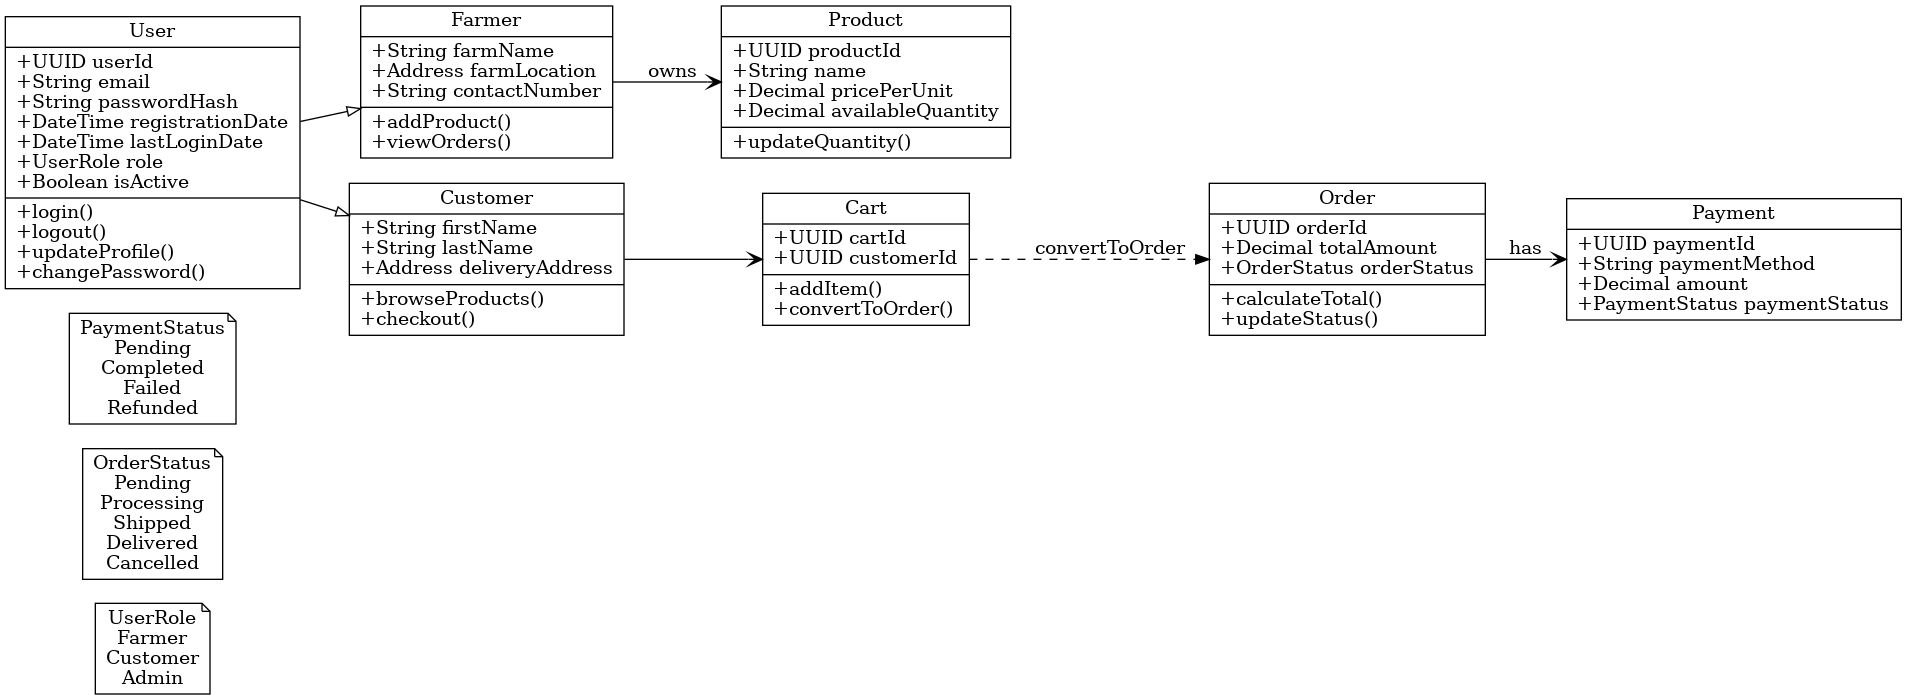 User
+UUID userId
+String email
+String passwordHash
+DateTime registrationDate
+DateTime lastLoginDate
+UserRole role
+Boolean isActive
+login()
+logout()
+updateProfile()
+changePassword()
Farmer
+String farmName
+Address farmLocation
+String contactNumber
+addProduct()
+viewOrders()
owns
Product
+UUID productId
+String name
+Decimal pricePerUnit
+Decimal availableQuantity
+updateQuantity()
Customer
+String firstName
+String lastName
+Address deliveryAddress
+browseProducts()
+checkout()
Cart
+UUID cartId
+UUID customerId
+addItem()
+convertToOrder()
convertToOrder
Order
+UUID orderId
+Decimal totalAmount
+OrderStatus orderStatus
+calculateTotal()
+updateStatus()
has
Payment
+UUID paymentId
+String paymentMethod
+Decimal amount
+PaymentStatus paymentStatus
PaymentStatus
Pending
Completed
Failed
Refunded
OrderStatus
Pending
Processing
Shipped
Delivered
Cancelled
UserRole
Farmer
Customer
Admin